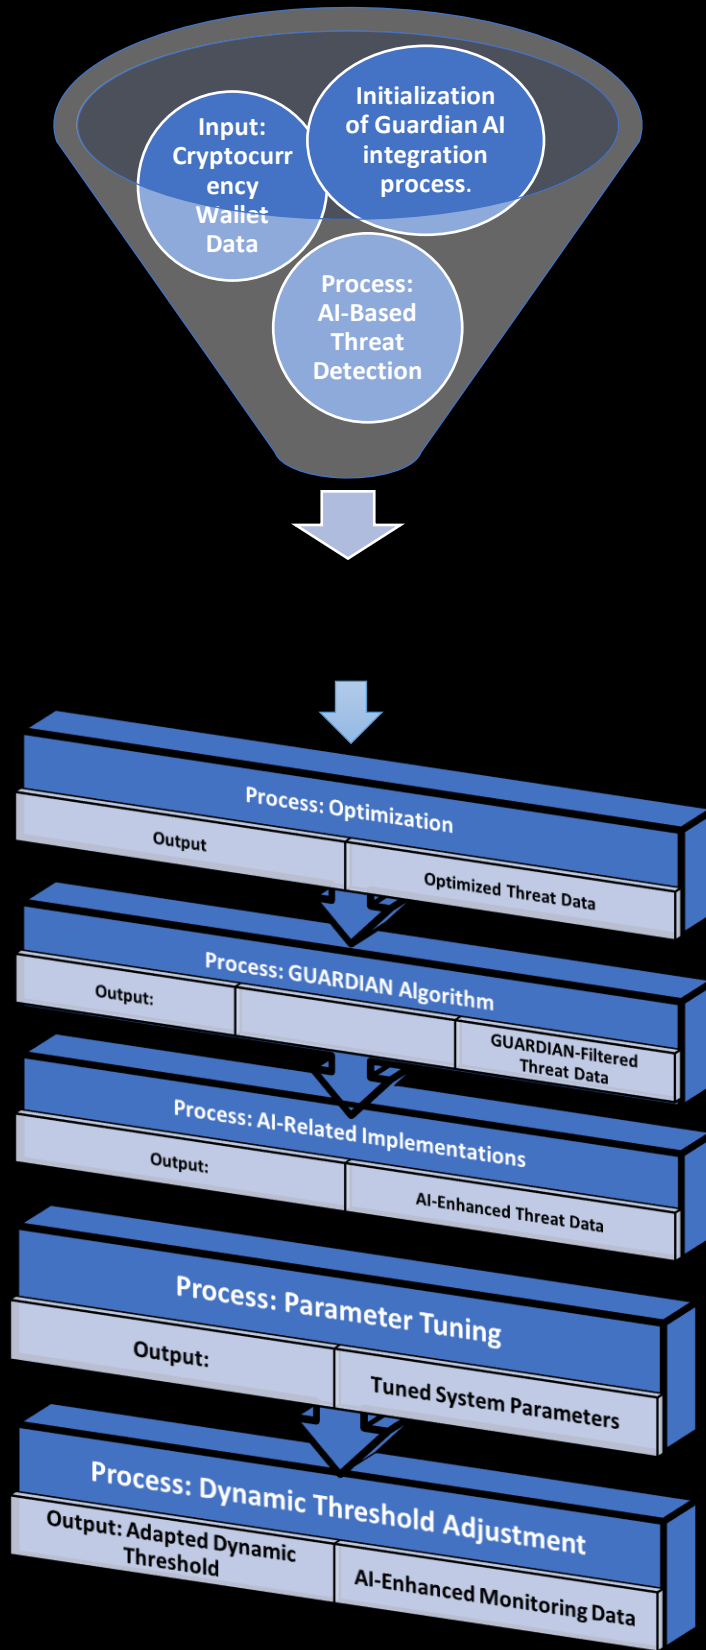 Initialization
of Guardian AI
integration
process.
Input:
Cryptocurr
ency
Wallet
Data
Process:
AI-Based
Threat
Detection
Process: Optimization
Output
Optimized Threat Data
Process: GUARDIAN Algorithm
Output:
GUARDIAN-Filtered
Threat Data
Process: AI-Related Implementations
Output:
AI-Enhanced Threat Data
Process: Parameter Tuning
Output:
Tuned System Parameters
Process: Dynamic Threshold Adjustment
Output: Adapted Dynamic
Threshold
AI-Enhanced Monitoring Data